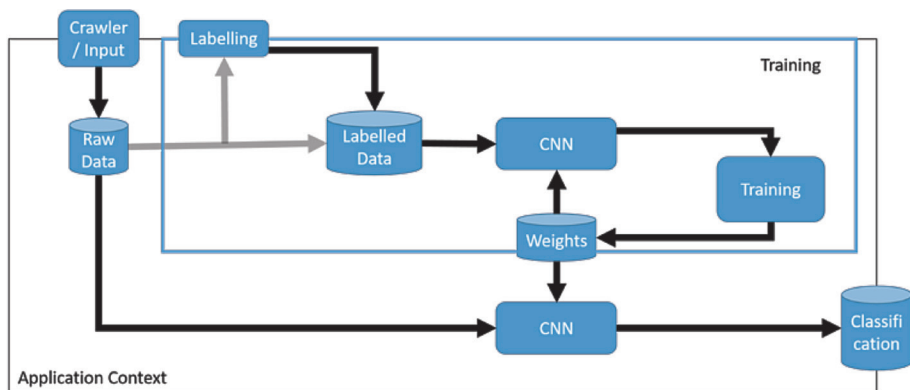 Crawler
/ Input
Labelling
Training
Raw
Data
Labelled
Data
CNN
Training
Weights
CNN
Classifi
cation
Application Context